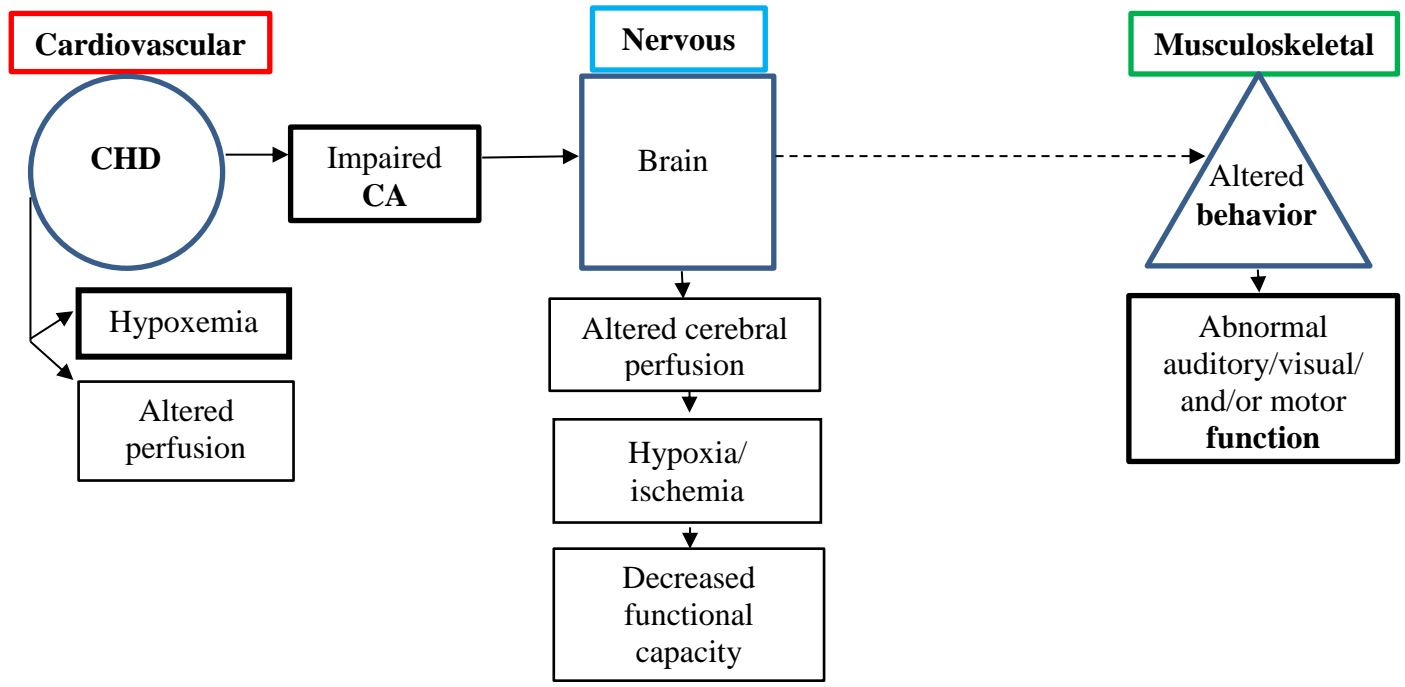 Cardiovascular
CHD
Hypoxemia
Altered
perfusion
Impaired
CA
Nervous
Brain
Altered cerebral
perfusion
Hypoxia/
ischemia
Decreased
functional
capacity
Musculoskeletal
Altered
behavior
Abnormal
auditory/visual/
and/or motor
function